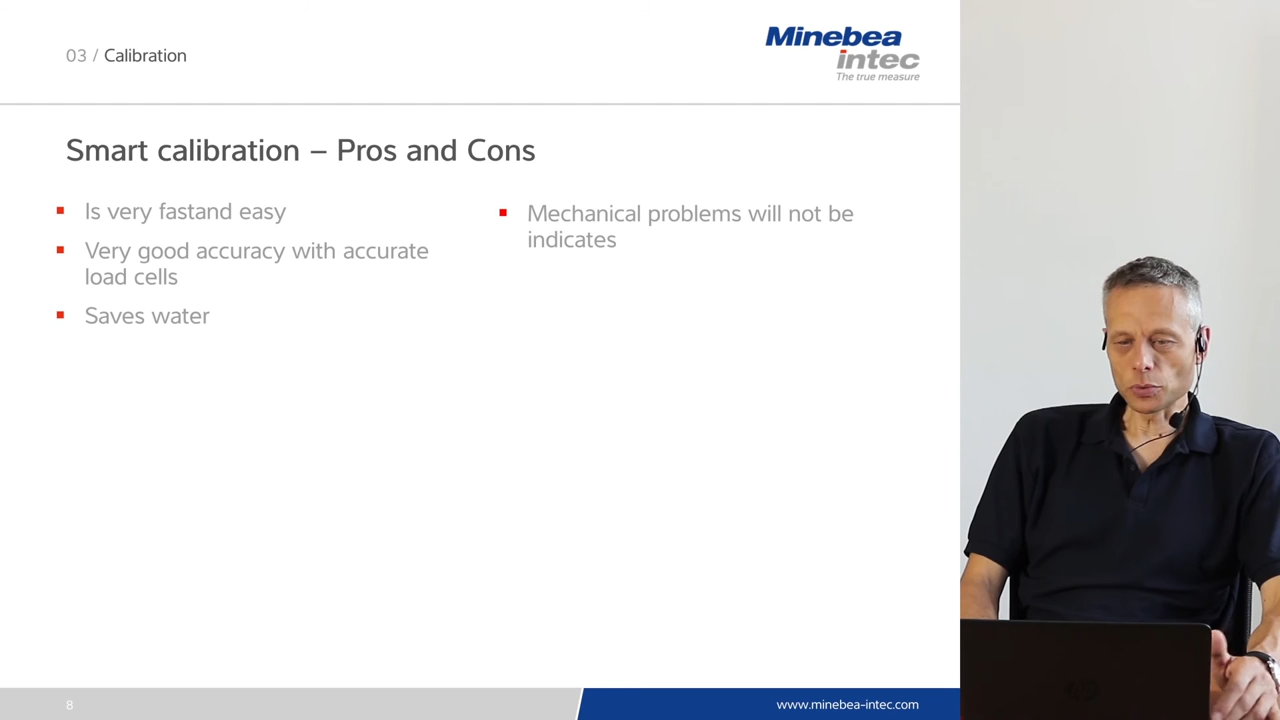 03 / Calibration
Minebea
intec
The true measure
Smart calibration – Pros and Cons
Is very fastand easy
Very good accuracy with accurate
load cells
Saves water
Mechanical problems will not be
indicates
8
www.minebea-intec.com